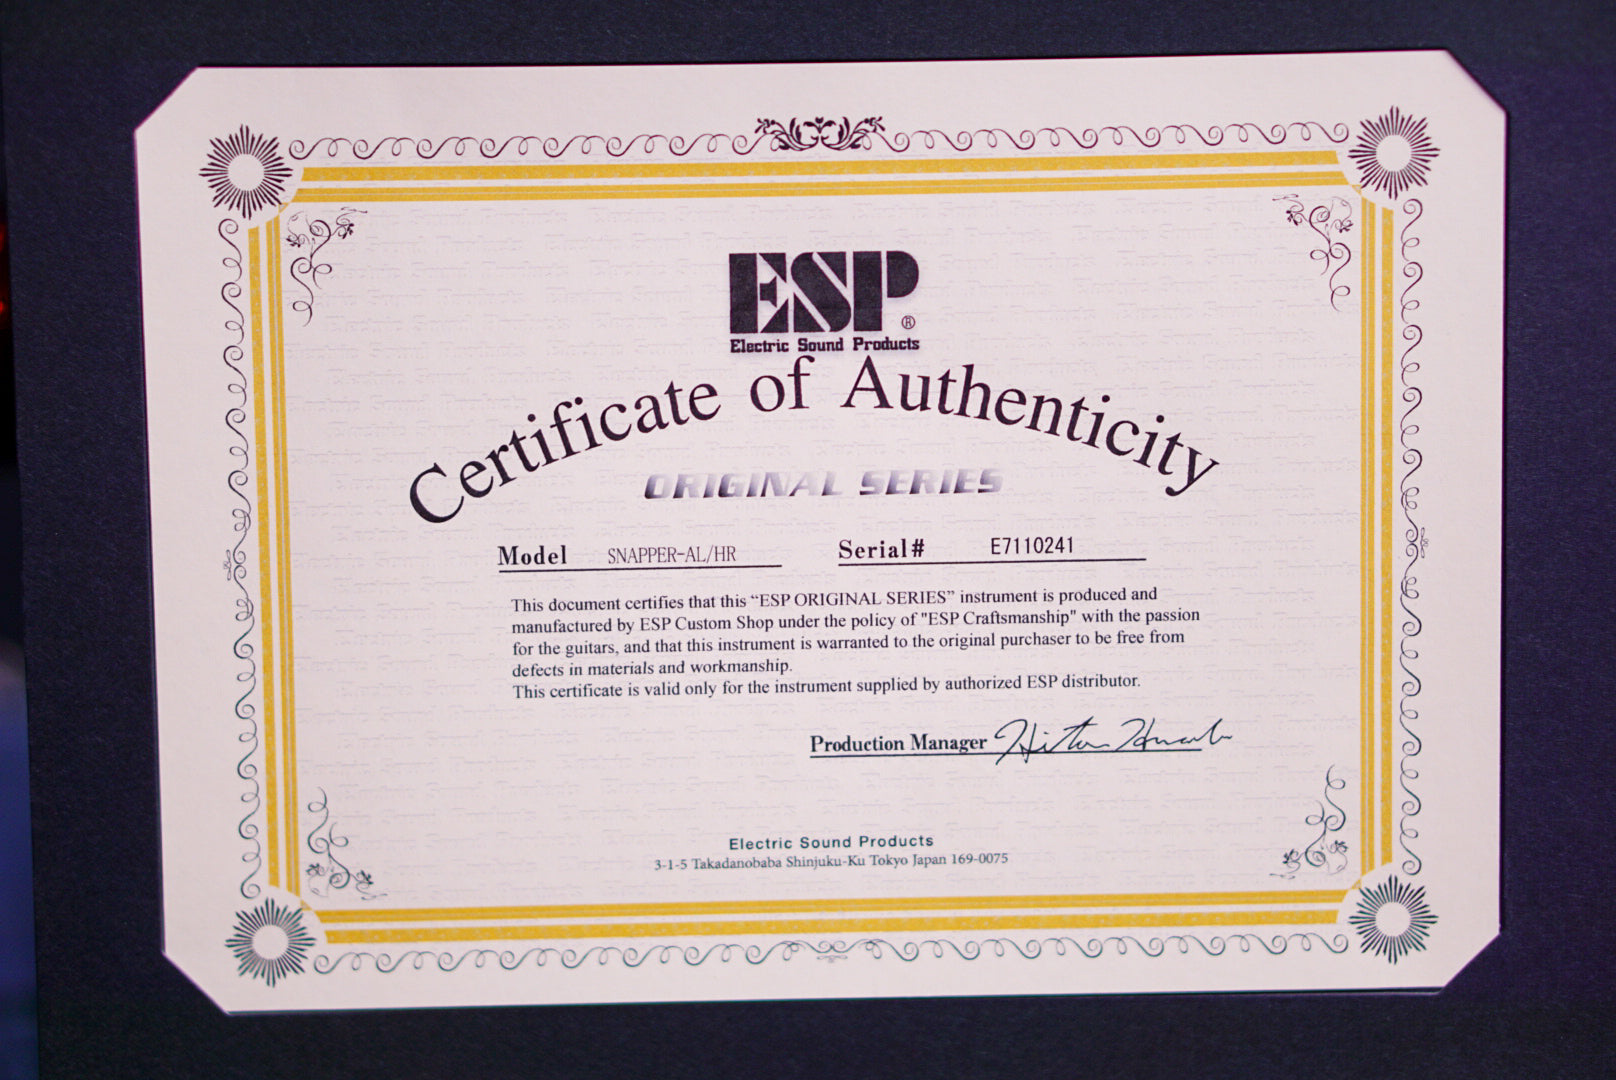 ESP®
Electric Sound Products
Certificate of Authenticity
ORIGINAL SERIES
Model SNAPPER-AL/HR Serial# E7110241
This document certifies that this “ESP ORIGINAL SERIES” instrument is produced and
manufactured by ESP Custom Shop under the policy of "ESP Craftsmanship" with the passion
for the guitars, and that this instrument is warranted to the original purchaser to be free from
defects in materials and workmanship.
This certificate is valid only for the instrument supplied by authorized ESP distributor.
Production Manager
Electric Sound Products
3-1-5 Takadanobaba Shinjuku-Ku Tokyo Japan 169-0075